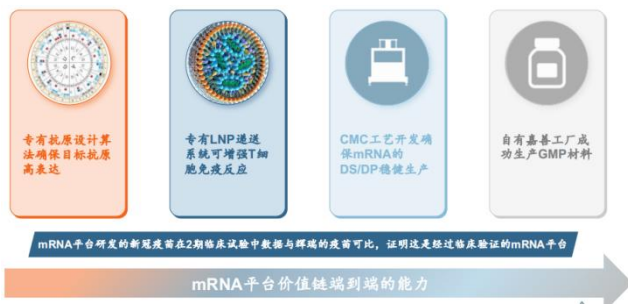 专有抗原设计算
法确保目标抗原
高表达
专有LNP递送
系统可增强T细
胞免疫反应
CMC工艺开发确
保mRNA的
DS/DP稳健生产
自有嘉善工厂成
功生产GMP材料
mRNA平台研发的新冠疫苗在2期临床试验中数据与辉瑞的疫苗可比，证明这是经过临床验证的mRNA平台
mRNA平台价值链端到端的能力